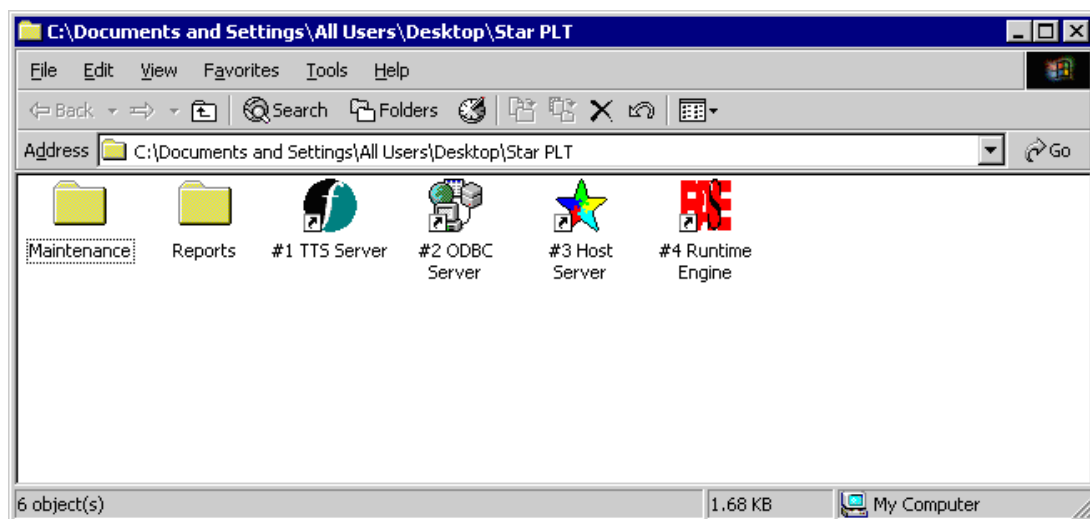 C:\Documents and Settings\All Users\Desktop\Star PLT
File Edit View Favorites Tools Help
Back Search Folders
Address C:\Documents and Settings\All Users\Desktop\Star PLT Go
Maintenance Reports #1 TTS Server #2 ODBC Server #3 Host Server #4 Runtime Engine
6 object(s) 1.68 KB My Computer